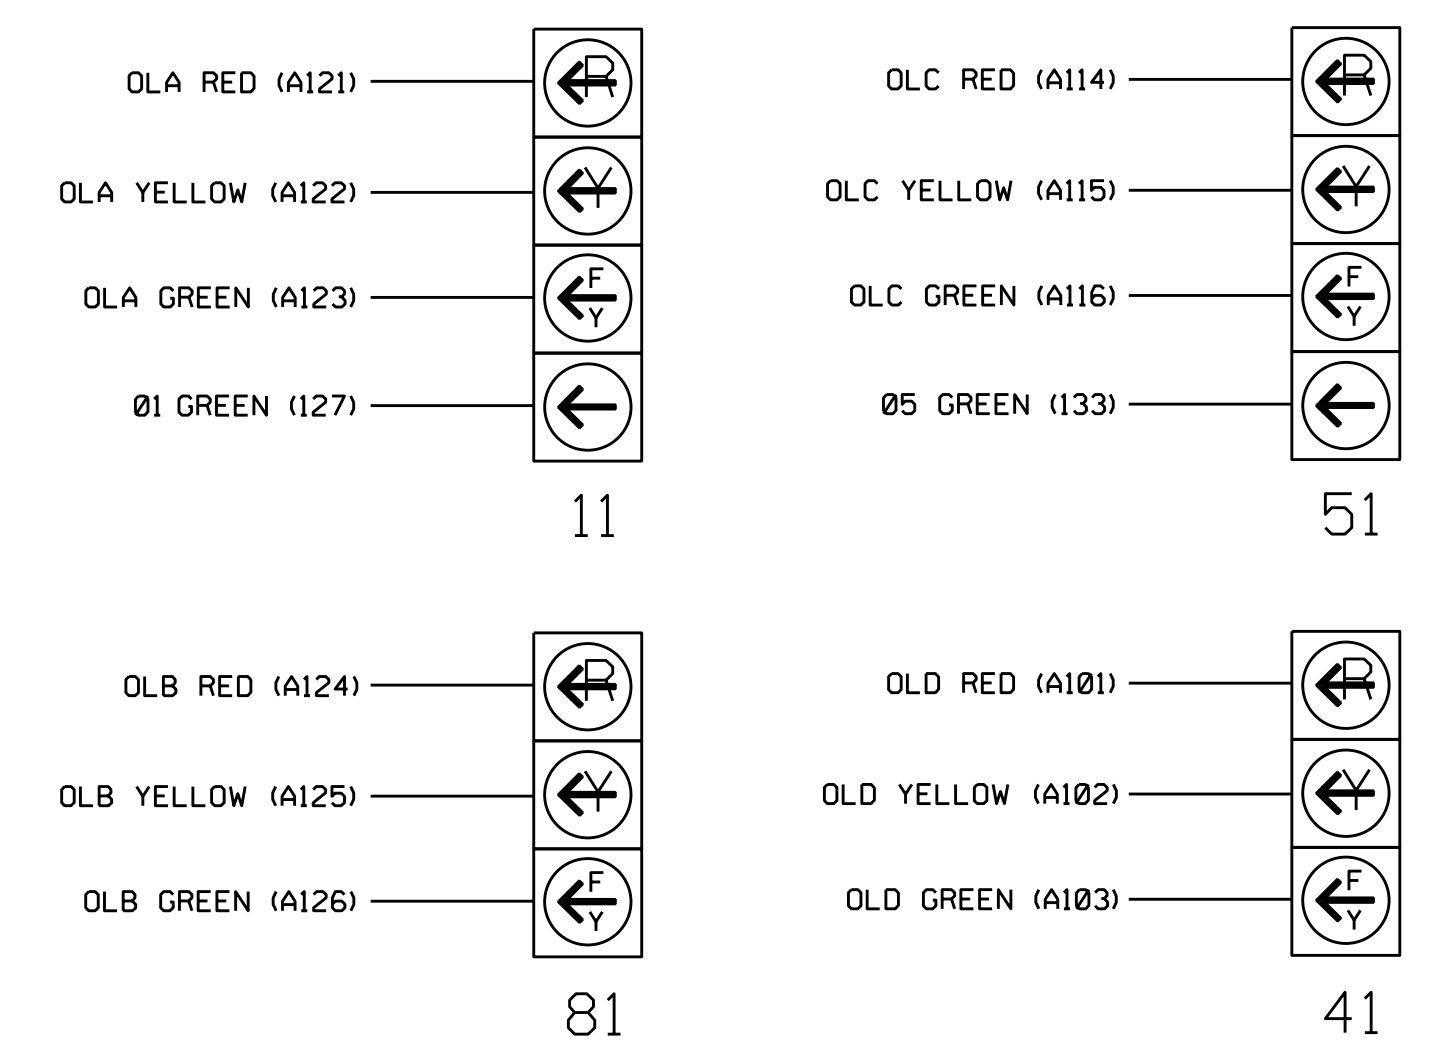 OLA RED (A121)
R
OLA YELLOW (A122)
Y
OLA GREEN (A123)
F
Y
Ø1 GREEN (127)
11
OLC RED (A114)
R
OLC YELLOW (A115)
Y
OLC GREEN (A116)
F
Y
Ø5 GREEN (133)
51
OLB RED (A124)
R
OLB YELLOW (A125)
Y
OLB GREEN (A126)
F
Y
81
OLD RED (A101)
R
OLD YELLOW (A102)
Y
OLD GREEN (A103)
F
Y
41